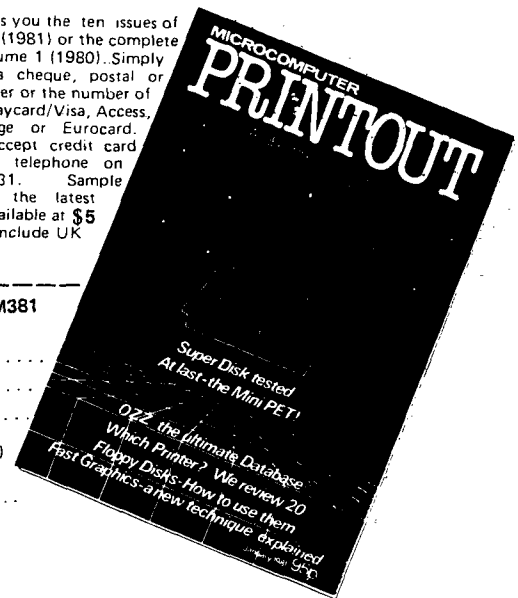 s you the ten issues of
(1981) or the complete
ume 1 (1980)..Simply
a cheque, postal or
er or the number of
aycard/Visa, Access,
ge or Eurocard.
ccept credit card
telephone on
31. Sample
the latest
ailable at $5
nclude UK
M381
)
MICROCOMPUTER
PRINTOUT
Super Disk tested
At last-the Mini PET!
OZZ the ultimate Database
Which Printer? We review 20
Floppy Disks-How to use them
Fast Graphics-a new technique explained
January 1981 95p